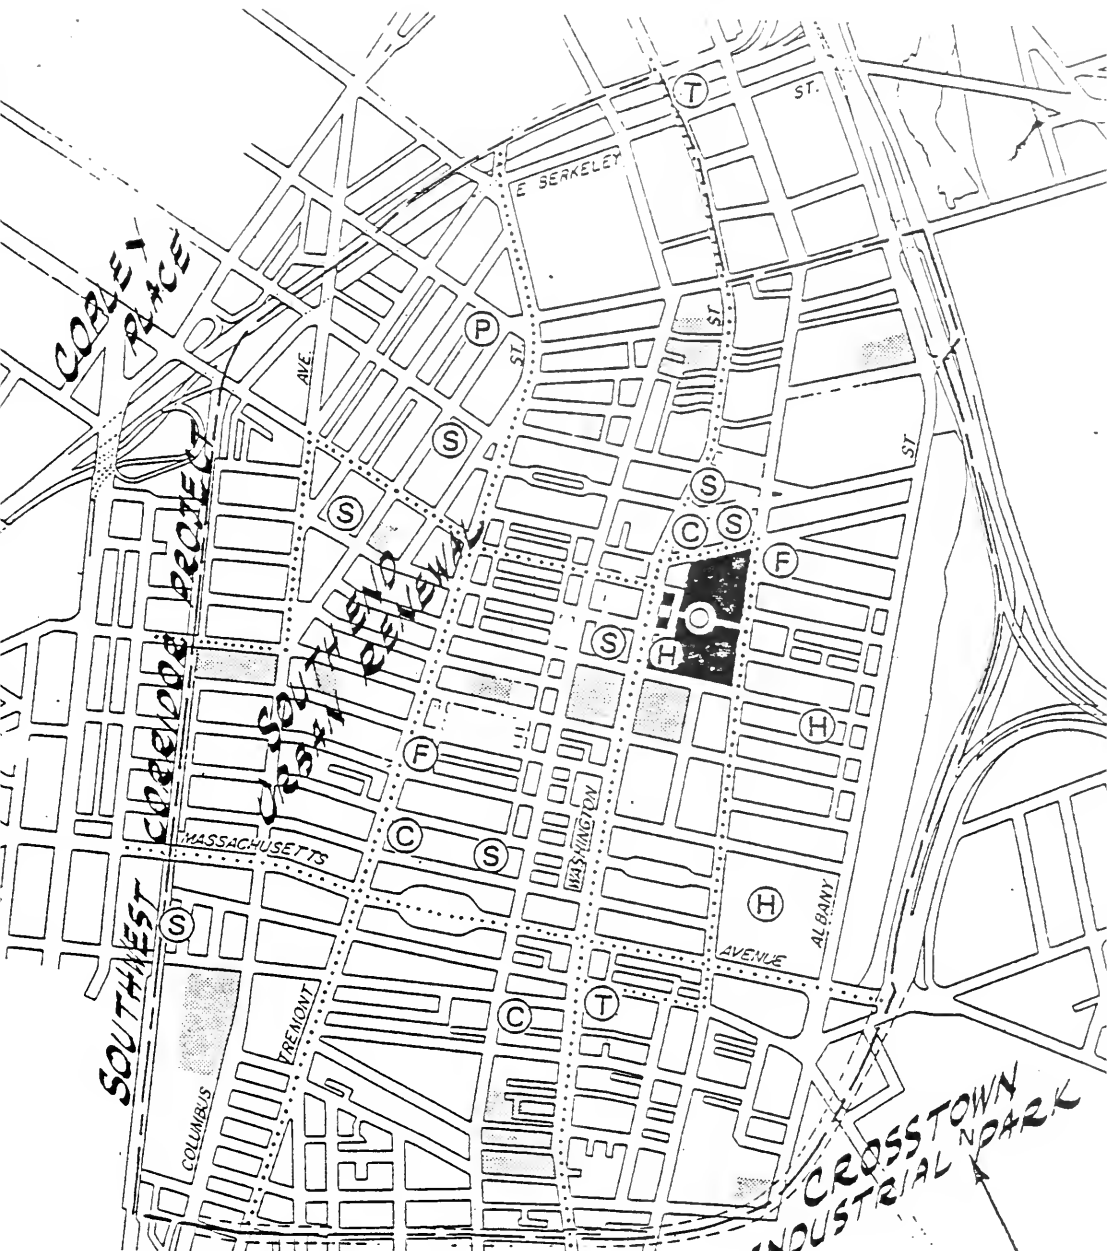 T
ST.
E BERKELEY
COPLEY
PLACE
ST
P
ST.
AVE.
S
ST
S
S
S
C
F
SOUTH END
RENEWAL
S
H
H
F
C
S
WASHINGTON
MASSACHUSETTS
H
ALBANY
S
AVENUE
T
C
TREMONT
COLUMBUS
SOUTHWEST CORRIDOR PROJECT
CROSSTOWN
INDUSTRIAL PARK
N